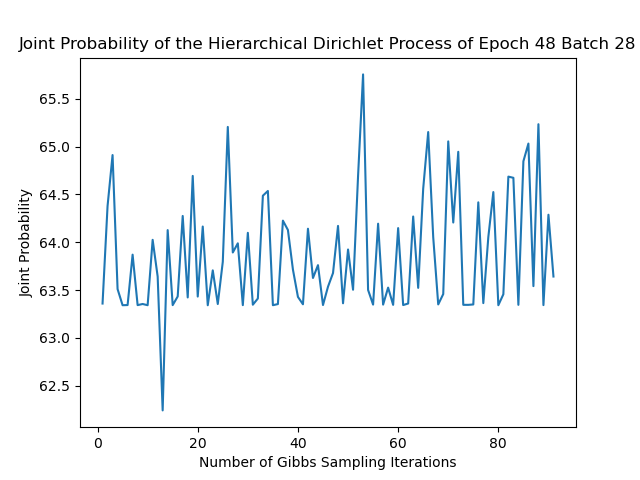 Joint Probability of the Hierarchical Dirichlet Process of Epoch 48 Batch 28
Joint Probability
65.5
65.0
64.5
64.0
63.5
63.0
62.5
0 20 40 60 80
Number of Gibbs Sampling Iterations